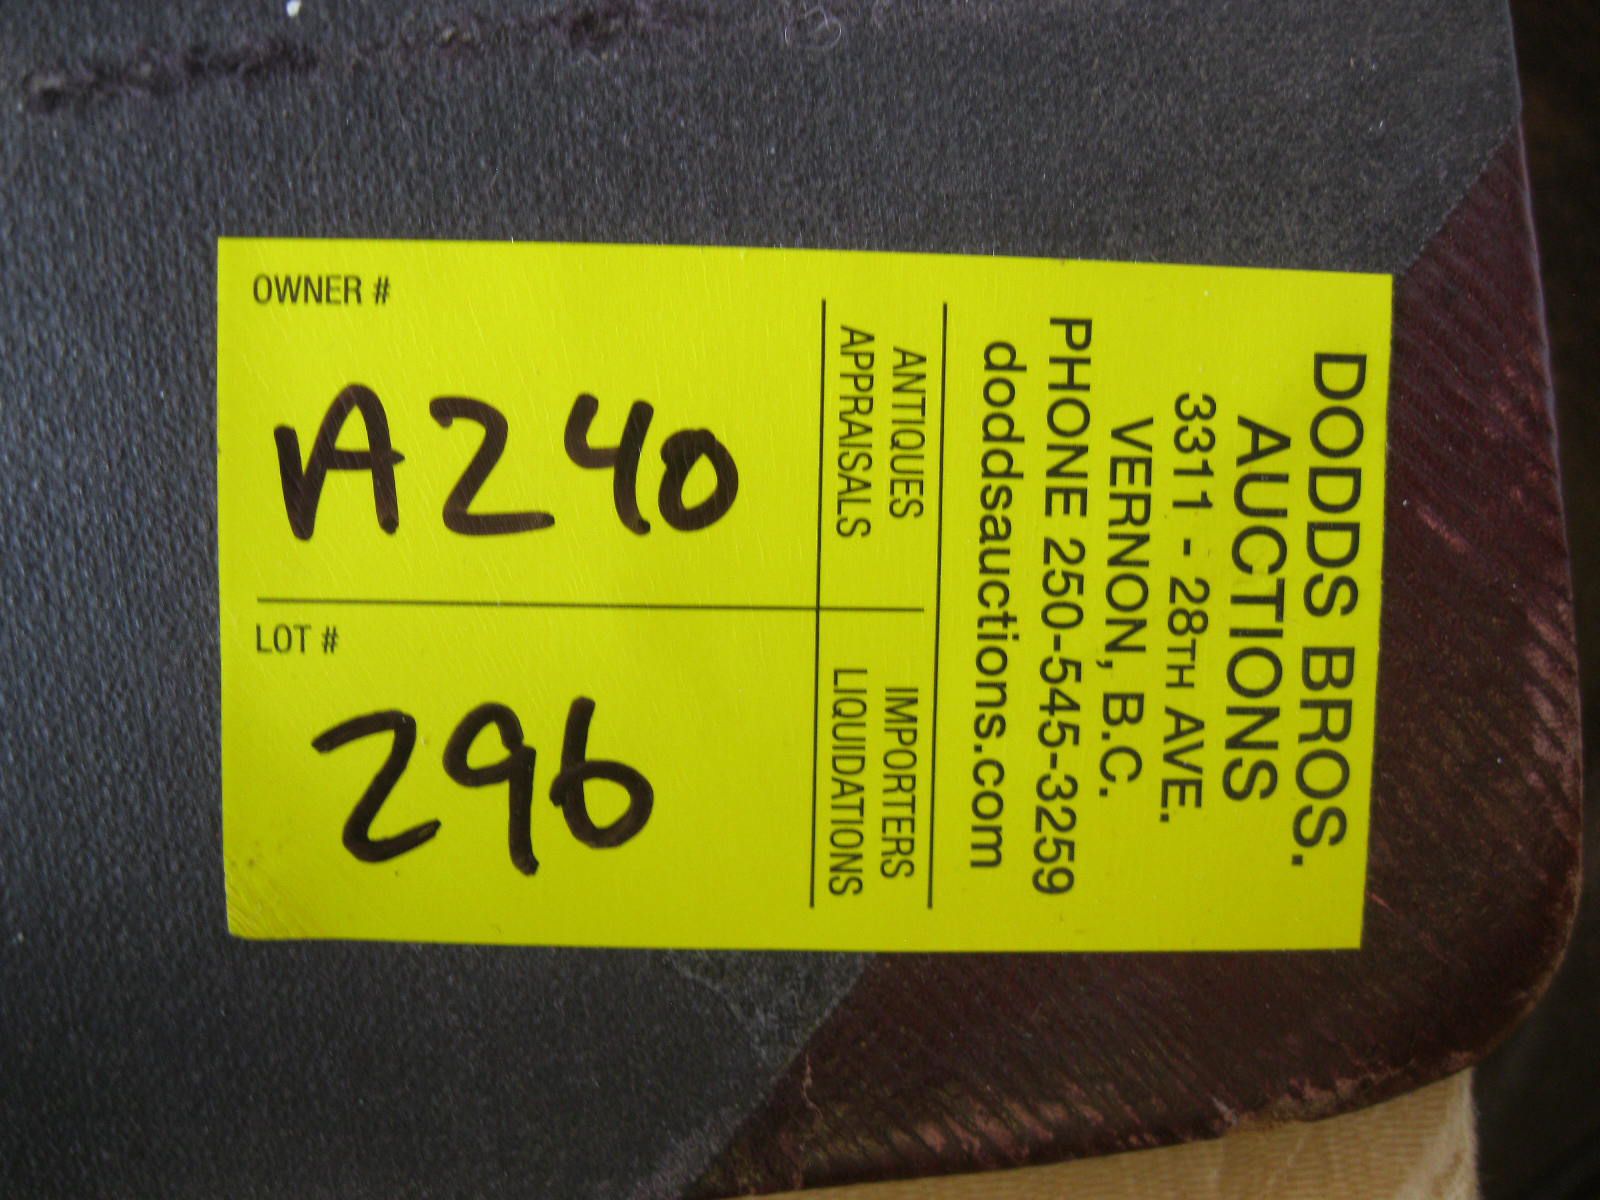 DODDS BROS.
AUCTIONS
3311 - 28TH AVE.
VERNON, B.C.
PHONE 250-545-3259
doddsauctions.com
ANTIQUES
APPRAISALS
IMPORTERS
LIQUIDATIONS
OWNER #
A240
LOT #
296